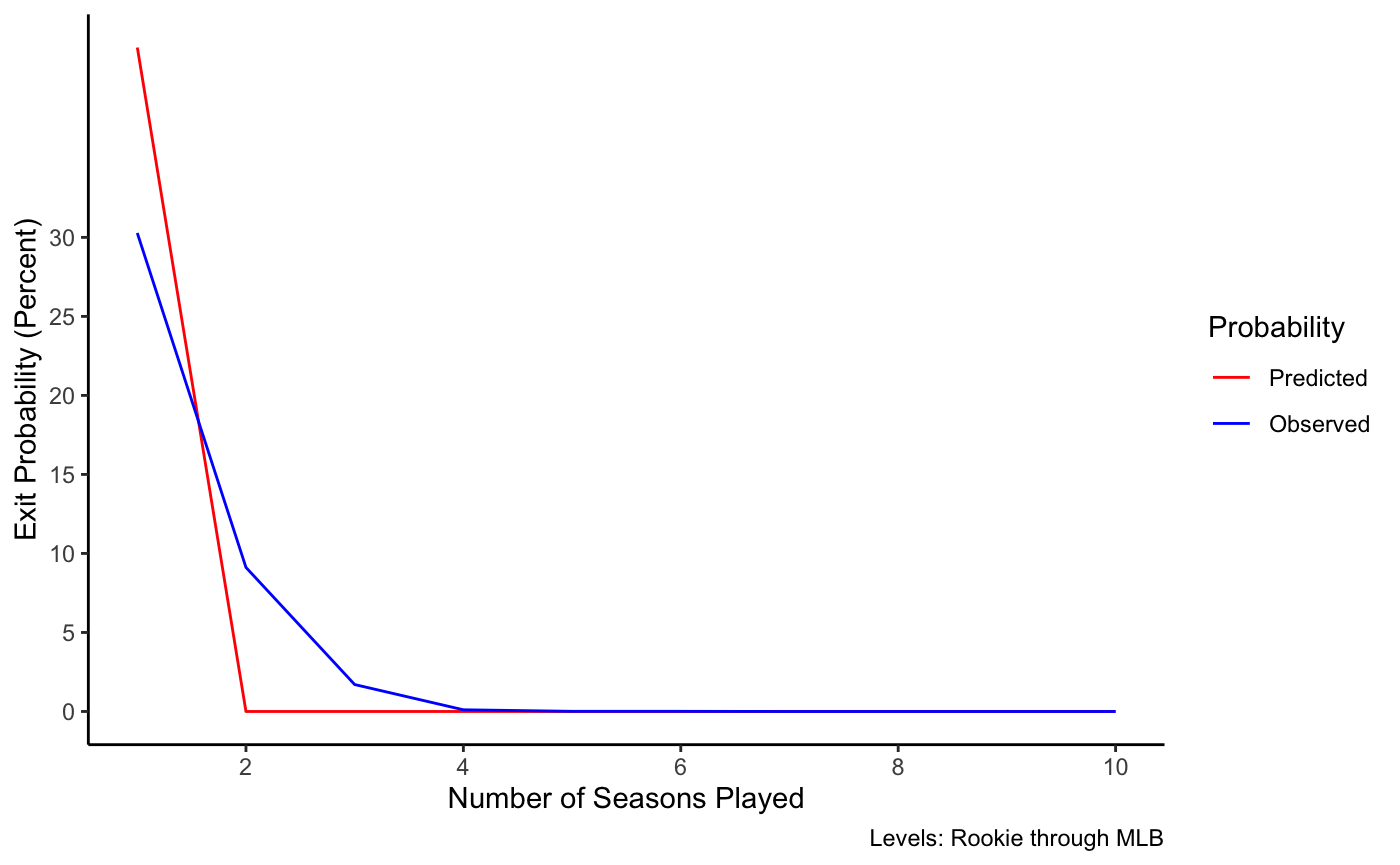 Exit Probability (Percent)
30
25
20
15
10
5
0
2
4
6
8
10
Number of Seasons Played
Levels: Rookie through MLB
Probability
Predicted
Observed